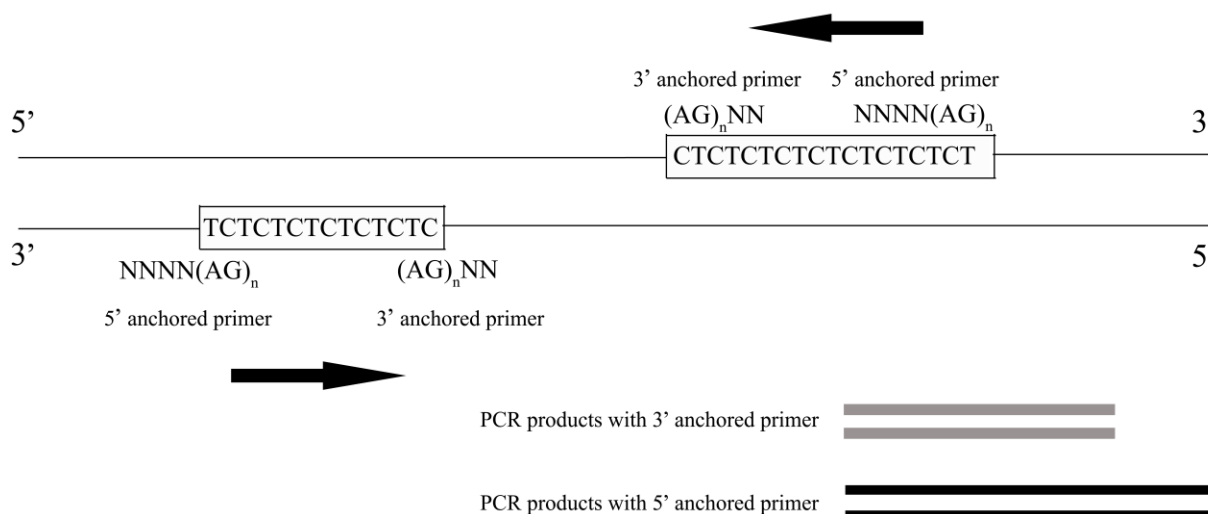 3’ anchored primer 5’ anchored primer
5’ (AG)nNN NNNN(AG)n 3
CTCTCTCTCTCTCTCTCT
TCTCTCTCTCTCTC
3’ NNNN(AG)n (AG)nNN 5
5’ anchored primer 3’ anchored primer
PCR products with 3’ anchored primer
PCR products with 5’ anchored primer